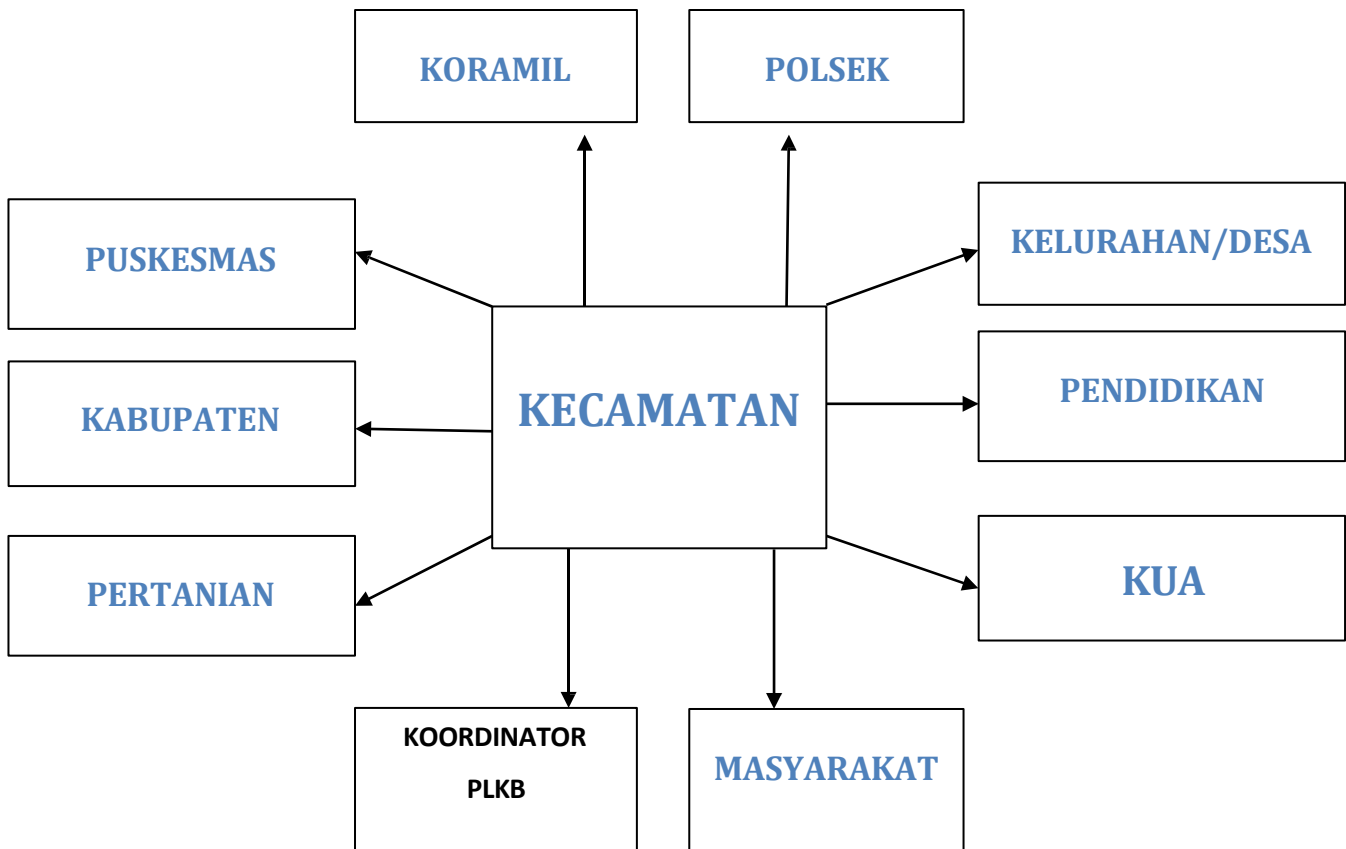 KORAMIL
POLSEK
PUSKESMAS
KELURAHAN/DESA
KABUPATEN
KECAMATAN
PENDIDIKAN
PERTANIAN
KUA
KOORDINATOR
PLKB
MASYARAKAT